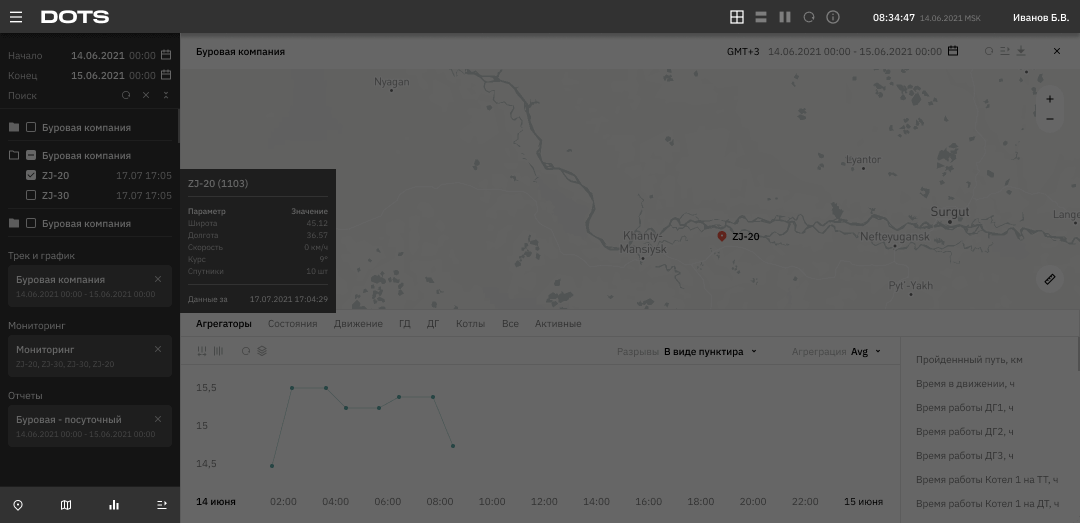 DOTS
08:34:47 14.06.2021 MSK
Иванов Б.В.
Начало 14.06.2021 00:00
Конец 15.06.2021 00:00
Поиск
Буровая компания
Буровая компания
ZJ-20 17.07 17:05
ZJ-30 17.07 17:05
Буровая компания
Трек и график
Буровая компания
14.06.2021 00:00 - 15.06.2021 00:00
Мониторинг
Мониторинг
ZJ-20, ZJ-30, ZJ-30, ZJ-20
Отчеты
Буровая - посуточный
14.06.2021 00:00 - 15.06.2021 00:00
Буровая компания
GMT+3 14.06.2021 00:00 - 15.06.2021 00:00
Nyagan
Lyantor
Surgut
Lange
Khanty-
Mansiysk
ZJ-20
Nefteyugansk
Pyt'-Yakh
ZJ-20 (1103)
Параметр Значение
Широта 45.12
Долгота 36.57
Скорость 0 км/ч
Курс 9°
Спутники 10 шт
Данные за 17.07.2021 17:04:29
Агрегаторы Состояния Движение ГД ДГ Котлы Все Активные
Разрывы В виде пунктира
Агрегация Avg
15,5
15
14,5
14 июня 02:00 04:00 06:00 08:00 10:00 12:00 14:00 16:00 18:00 20:00 22:00 15 июня
Пройденнный путь, км
Время в движении, ч
Время работы ДГ1, ч
Время работы ДГ2, ч
Время работы ДГ3, ч
Время работы Котел 1 на ТТ, ч
Время работы Котел 1 на ДТ, ч